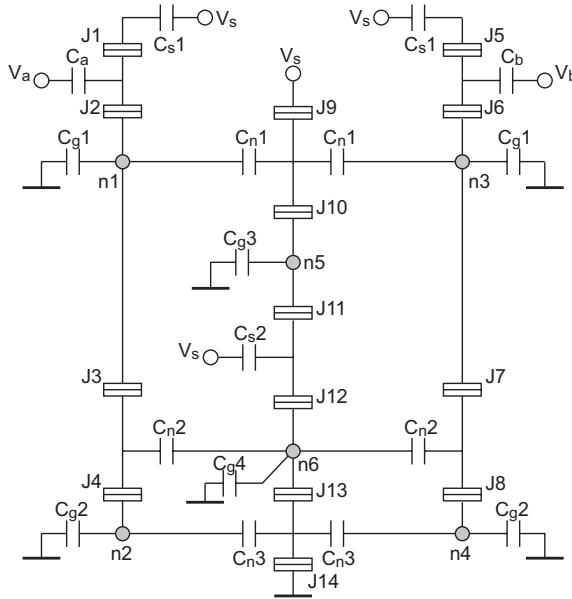 J1 Vs Vs J5
Cs1 Cs1
Va Ca Vs Cb Vb
J2 J9 J6
Cg1 Cn1 Cn1 Cg1
n1 n3
J10
Cg3 n5
J11
Vs Cs2
J3 J12 J7
Cn2 Cn2
Cg4 n6
J4 J13 J8
Cg2 Cg2
n2 Cn3 Cn3 n4
J14